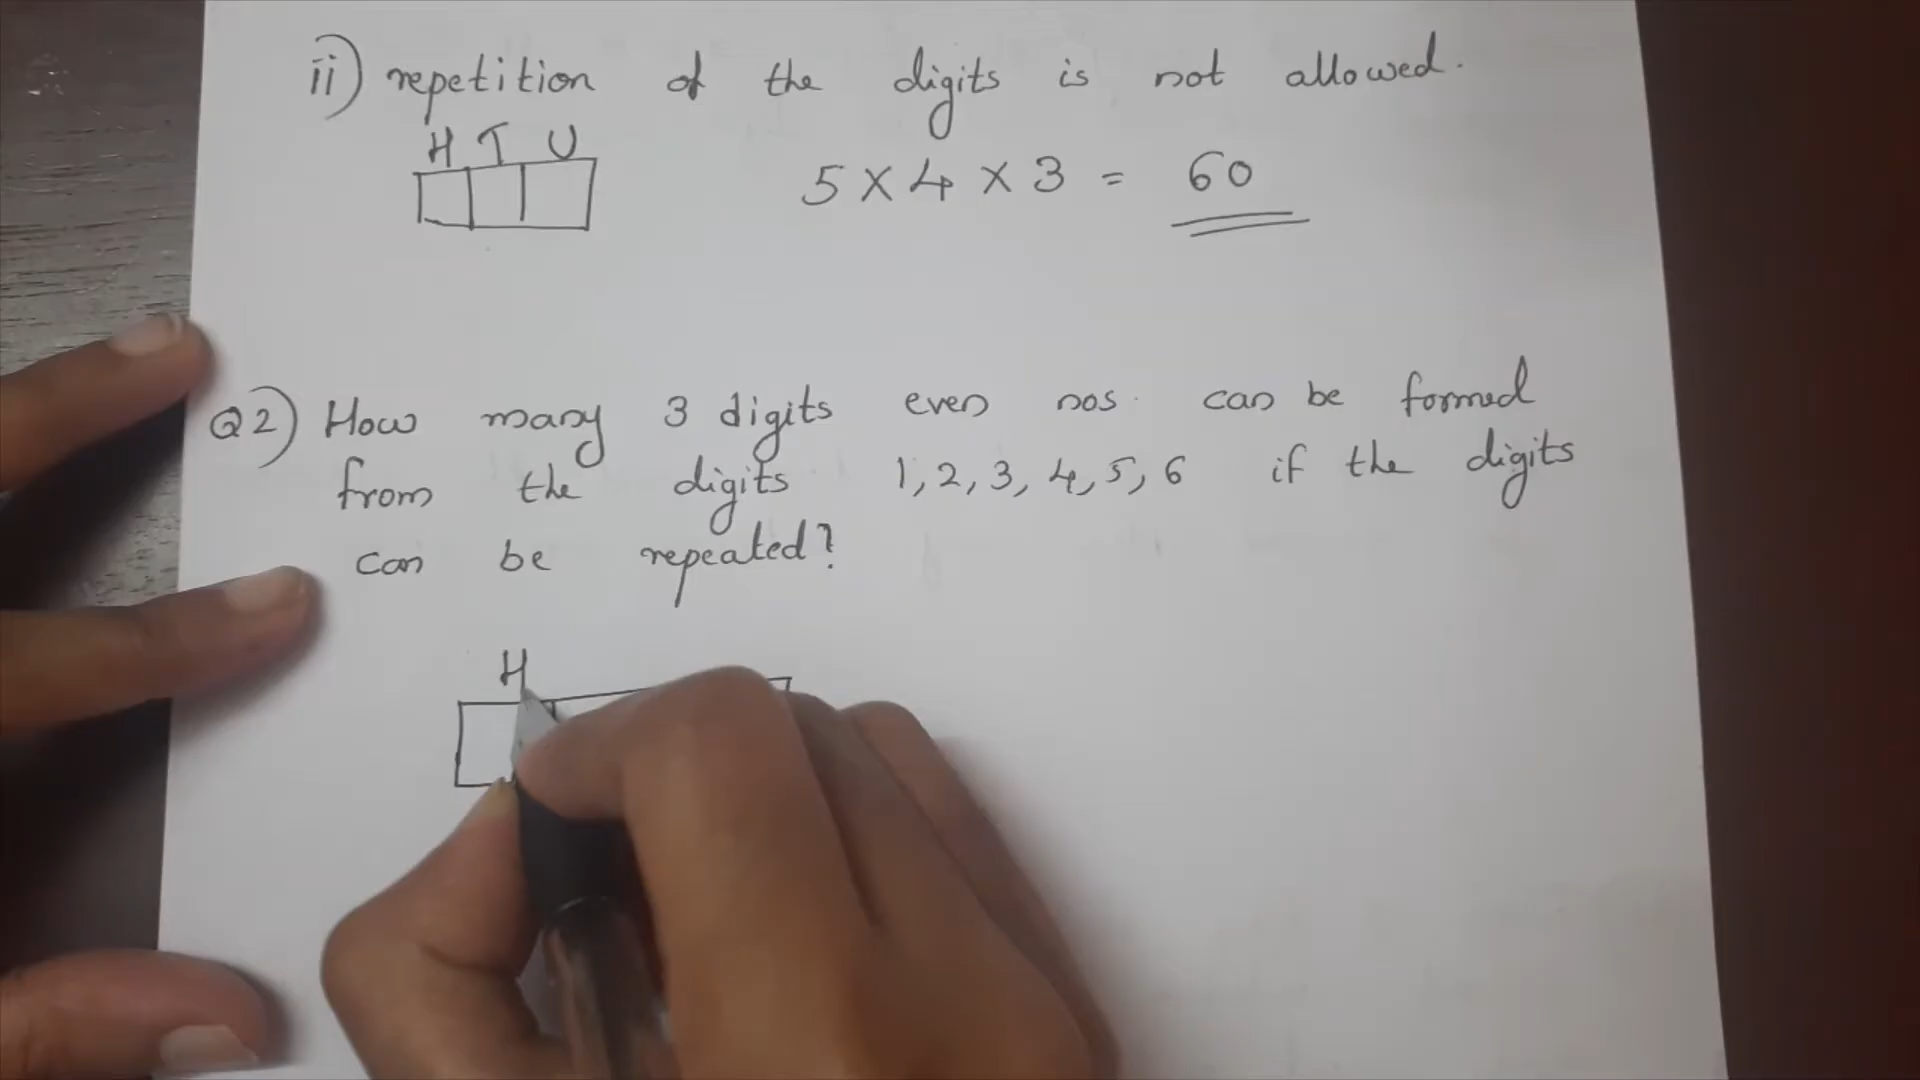 ii) repetition of the digits is not allowed.
H T U
5 X 4 X 3 = 60
Q2) How many 3 digits even nos. can be formed
from the digits 1, 2, 3, 4, 5, 6 if the digits
can be repeated?
H